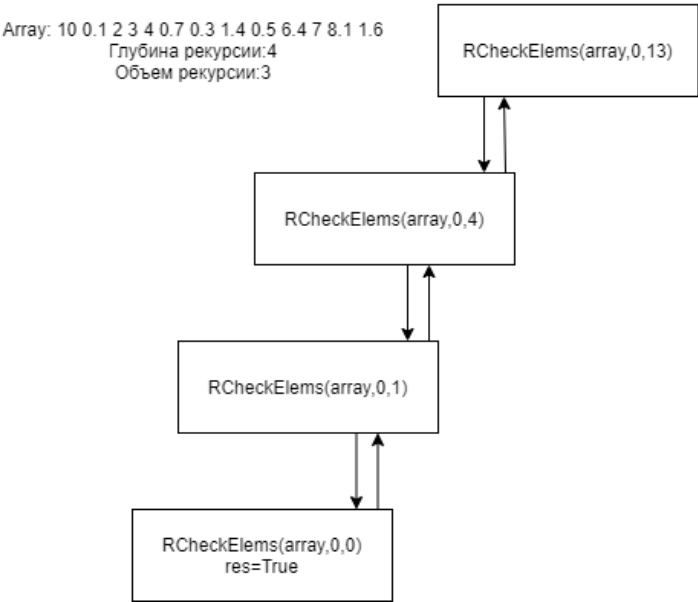 Array: 10 0.1 2 3 4 0.7 0.3 1.4 0.5 6.4 7 8.1 1.6
Глубина рекурсии:4
Объем рекурсии:3
RCheckElems(array,0,13)
RCheckElems(array,0,4)
RCheckElems(array,0,1)
RCheckElems(array,0,0)
res=True